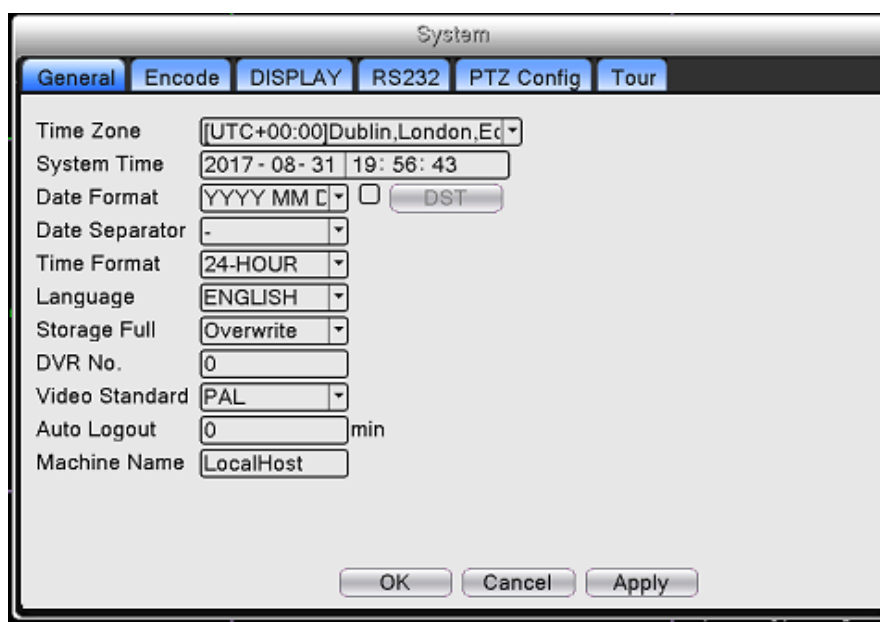 System
General Encode DISPLAY RS232 PTZ Config Tour
Time Zone [UTC+00:00]Dublin,London,Ec
System Time 2017-08-31 19:56:43
Date Format YYYY MM D DST
Date Separator -
Time Format 24-HOUR
Language ENGLISH
Storage Full Overwrite
DVR No. 0
Video Standard PAL
Auto Logout 0 min
Machine Name LocalHost
OK Cancel Apply